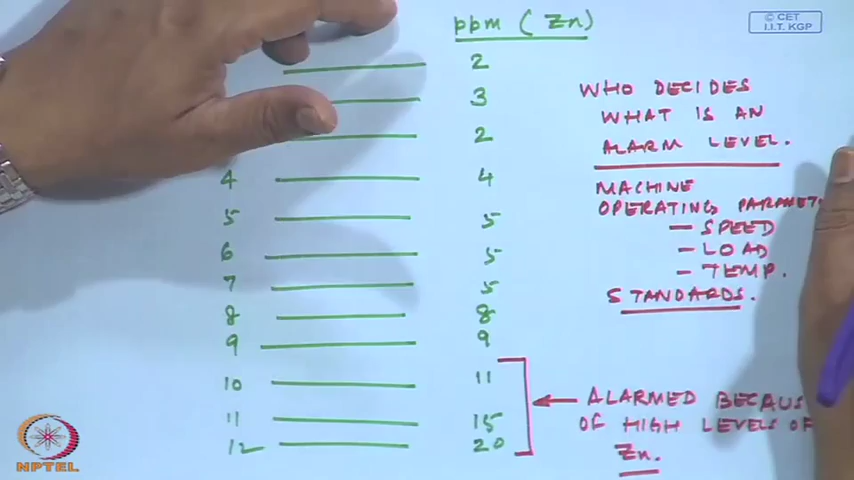 ppm (Zn)
© CET
I.I.T. KGP
2
3
2
4 4
5 5
6 5
7 5
8 8
9 9
10 11
11 15
12 20
WHO DECIDES
WHAT IS AN
ALARM LEVEL.
MACHINE
OPERATING
- SPEED
- LOAD
- TEMP.
STANDARDS.
ALARMED
OF HIGH LEVELS OF
Zn.
NPTEL